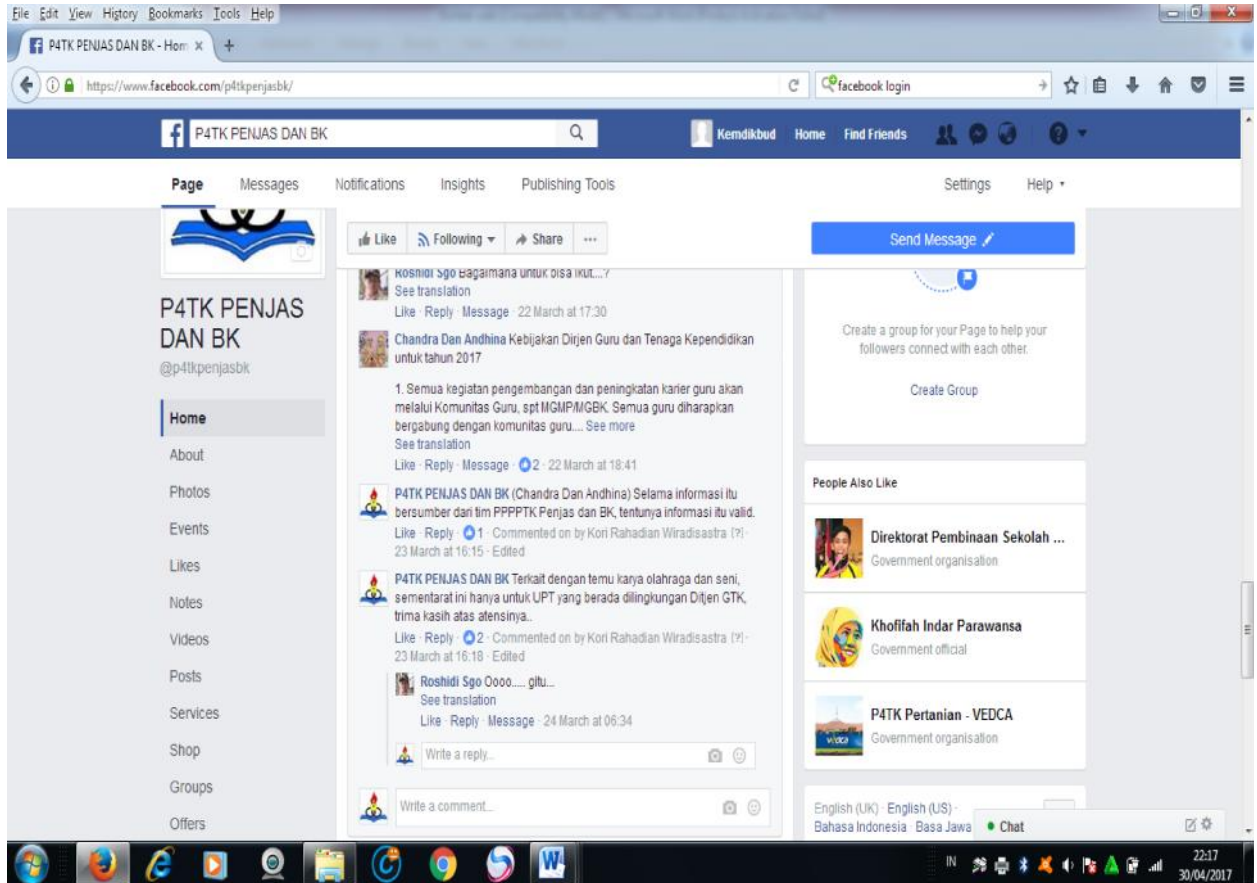 File Edit View History Bookmarks Tools Help
P4TK PENJAS DAN BK - Hom
https://www.facebook.com/p4tkpenjasbk/
facebook login
P4TK PENJAS DAN BK
Kemdikbud Home Find Friends
Page Messages Notifications Insights Publishing Tools Settings Help
Like Following Share
Send Message
P4TK PENJAS
DAN BK
@p4tkpenjasbk
Home
About
Photos
Events
Likes
Notes
Videos
Posts
Services
Shop
Groups
Offers
Roshidi Sgo Bagaimana untuk bisa ikut....?
See translation
Like · Reply · Message · 22 March at 17:30
Chandra Dan Andhina Kebijakan Dirjen Guru dan Tenaga Kependidikan
untuk tahun 2017
1. Semua kegiatan pengembangan dan peningkatan karier guru akan
melalui Komunitas Guru, spt MGMP/MGBK. Semua guru diharapkan
bergabung dengan komunitas guru.... See more
See translation
Like · Reply · Message · 2 · 22 March at 18:41
P4TK PENJAS DAN BK (Chandra Dan Andhina) Selama informasi itu
bersumber dari tim PPPPTK Penjas dan BK, tentunya informasi itu valid.
Like · Reply · 1 · Commented on by Kori Rahadian Wiradisastra [?] ·
23 March at 16:15 · Edited
P4TK PENJAS DAN BK Terkait dengan temu karya olahraga dan seni,
sementarat ini hanya untuk UPT yang berada dilingkungan Ditjen GTK,
trima kasih atas atensinya..
Like · Reply · 2 · Commented on by Kori Rahadian Wiradisastra [?] ·
23 March at 16:18 · Edited
Roshidi Sgo Oooo..... gitu...
See translation
Like · Reply · Message · 24 March at 06:34
Write a reply...
Write a comment...
Create a group for your Page to help your
followers connect with each other.
Create Group
People Also Like
Direktorat Pembinaan Sekolah ...
Government organisation
Khofifah Indar Parawansa
Government official
P4TK Pertanian - VEDCA
Government organisation
English (UK) · English (US) ·
Bahasa Indonesia · Basa Jawa
Chat
IN
22:17
30/04/2017